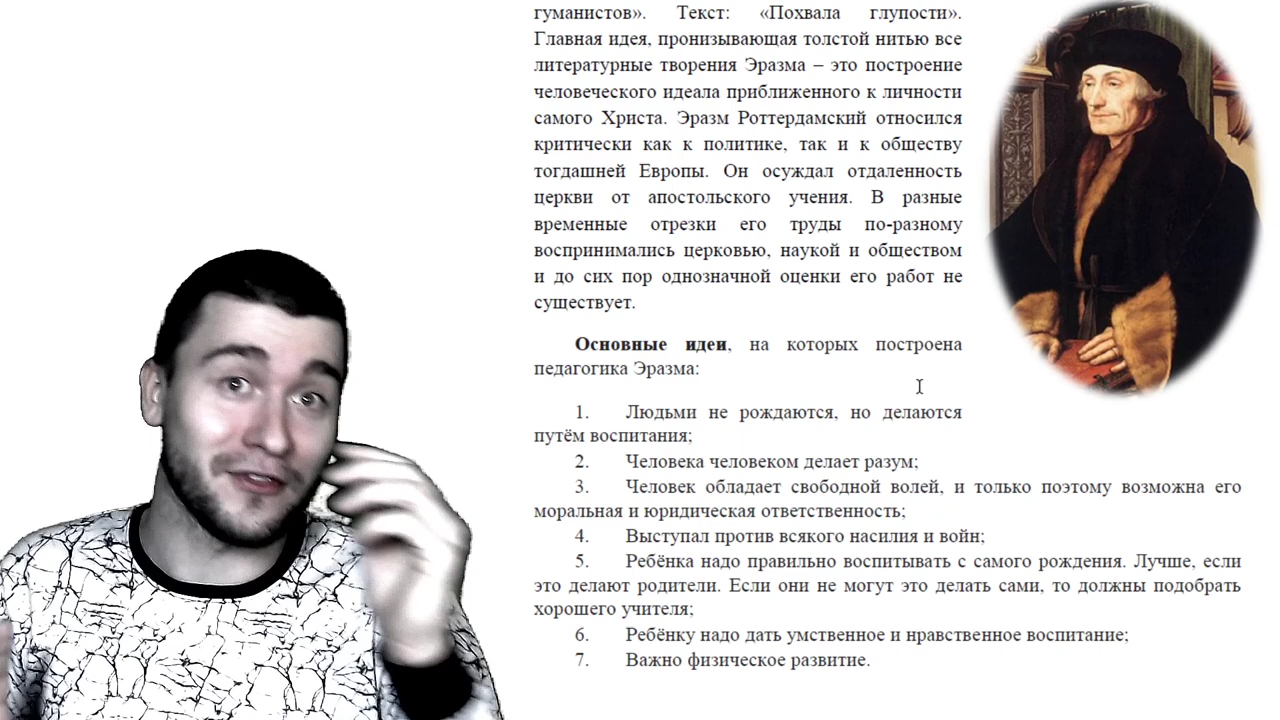 гуманистов». Текст: «Похвала глупости».
Главная идея, пронизывающая толстой нитью все
литературные творения Эразма – это построение
человеческого идеала приближенного к личности
самого Христа. Эразм Роттердамский относился
критически как к политике, так и к обществу
тогдашней Европы. Он осуждал отдаленность
церкви от апостольского учения. В разные
временные отрезки его труды по-разному
воспринимались церковью, наукой и обществом
и до сих пор однозначной оценки его работ не
существует.
Основные идеи, на которых построена
педагогика Эразма:
1. Людьми не рождаются, но делаются
путём воспитания;
2. Человека человеком делает разум;
3. Человек обладает свободной волей, и только поэтому возможна его
моральная и юридическая ответственность;
4. Выступал против всякого насилия и войн;
5. Ребёнка надо правильно воспитывать с самого рождения. Лучше, если
это делают родители. Если они не могут это делать сами, то должны подобрать
хорошего учителя;
6. Ребёнку надо дать умственное и нравственное воспитание;
7. Важно физическое развитие.